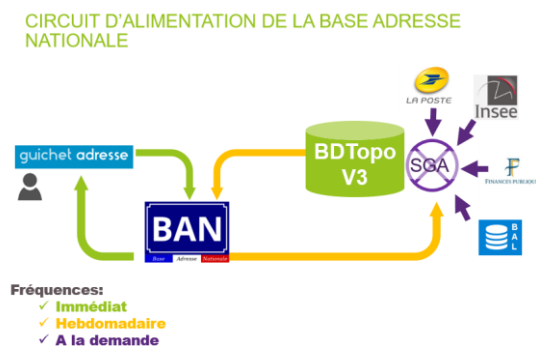 CIRCUIT D'ALIMENTATION DE LA BASE ADRESSE
NATIONALE
LA POSTE
Insee
guichet adresse
BDTopo
V3
SGA
FINANCES PUBLIQUES
BAN
Base Adresse Nationale
BAL
Fréquences:
✓ Immédiat
✓ Hebdomadaire
✓ A la demande